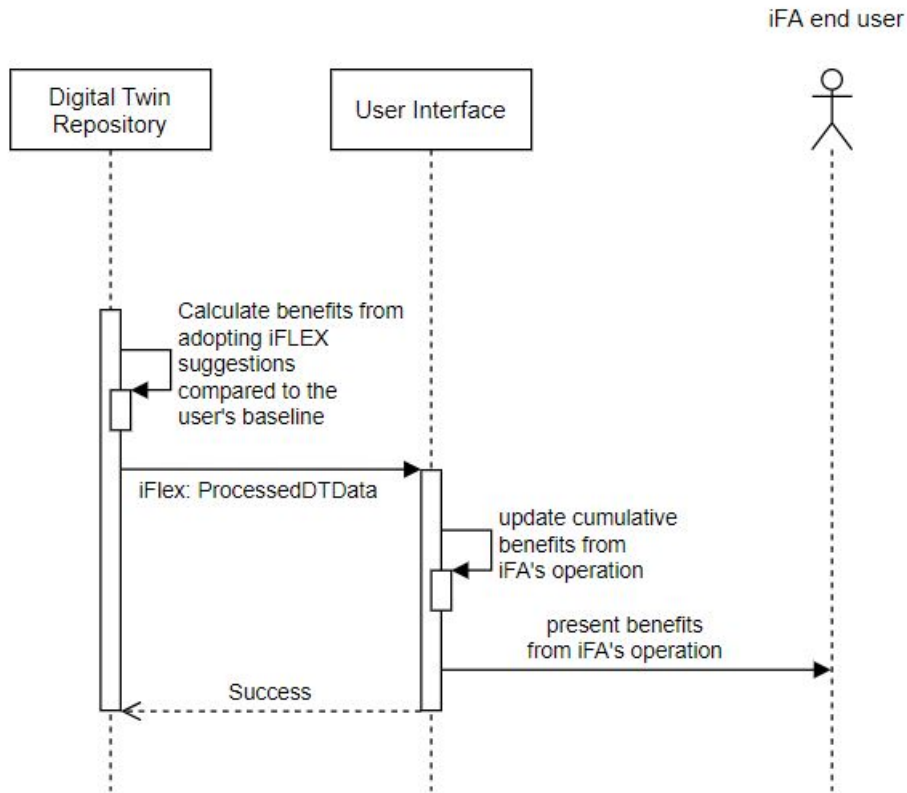 iFA end user
Digital Twin
Repository
User Interface
Calculate benefits from
adopting iFLEX
suggestions
compared to the
user's baseline
iFlex: ProcessedDTData
update cumulative
benefits from
iFA's operation
present benefits
from iFA's operation
Success